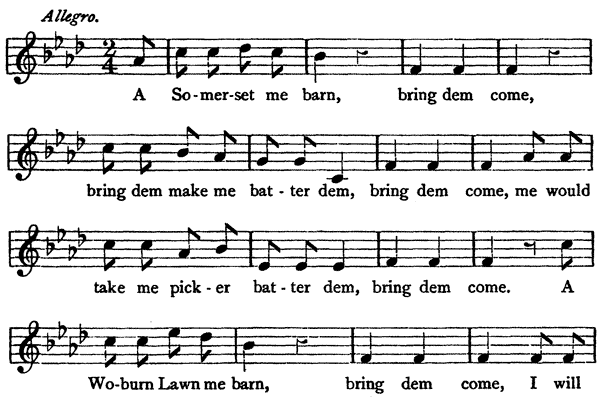 Allegro.
2
4
A So-mer-set me barn, bring dem come,
bring dem make me bat - ter dem, bring dem come, me would
take me pick - er bat - ter dem, bring dem come. A
Wo-burn Lawn me barn, bring dem come, I will